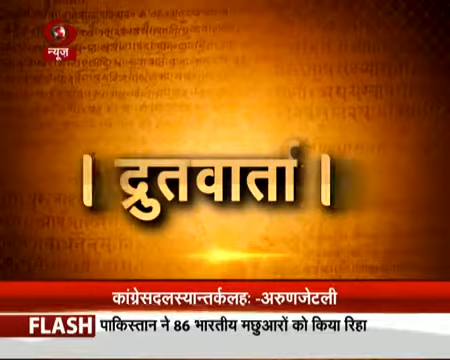 न्यूज़
। द्रुतवार्ता ।
कांग्रेसदलस्यान्तर्कलहः -अरुणजेटली
FLASH पाकिस्तान ने 86 भारतीय मछुआरों को किया रिहा